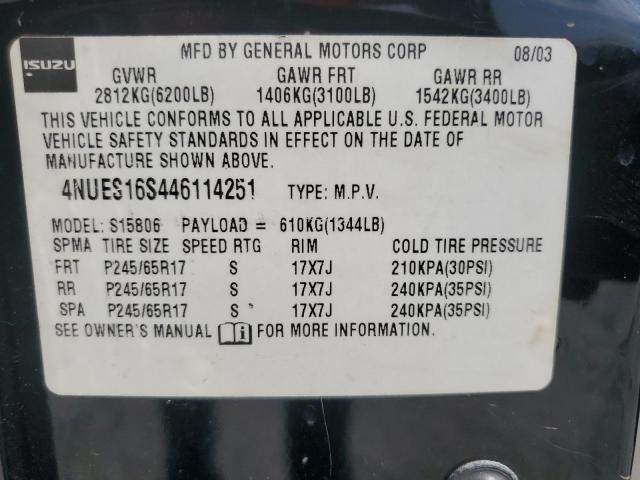 ISUZU MFD BY GENERAL MOTORS CORP 08/03
GVWR GAWR FRT GAWR RR
2812KG(6200LB) 1406KG(3100LB) 1542KG(3400LB)
THIS VEHICLE CONFORMS TO ALL APPLICABLE U.S. FEDERAL MOTOR
VEHICLE SAFETY STANDARDS IN EFFECT ON THE DATE OF
MANUFACTURE SHOWN ABOVE.
4NUES16S446114251 TYPE: M.P.V.
MODEL: S15806 PAYLOAD = 610KG(1344LB)
SPMA TIRE SIZE SPEED RTG RIM COLD TIRE PRESSURE
FRT P245/65R17 S 17X7J 210KPA(30PSI)
RR P245/65R17 S 17X7J 240KPA(35PSI)
SPA P245/65R17 S 17X7J 240KPA(35PSI)
SEE OWNER'S MANUAL i FOR MORE INFORMATION.